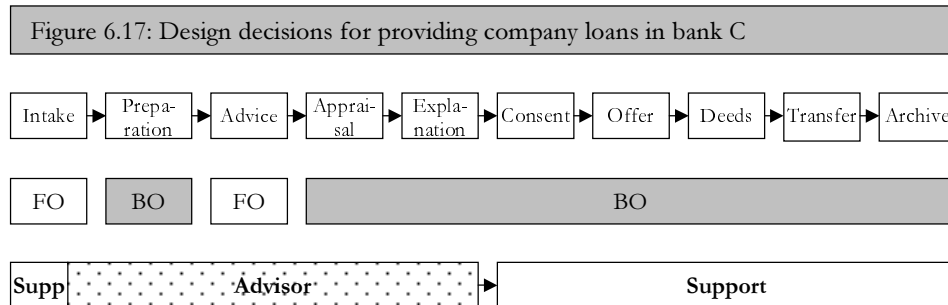 Figure 6.17: Design decisions for providing company loans in bank C
Intake
Prepa-
ration
Advice
Apprai-
sal
Expla-
nation
Consent
Offer
Deeds
Transfer
Archive
FO
BO
FO
BO
Supp
Advisor
Support